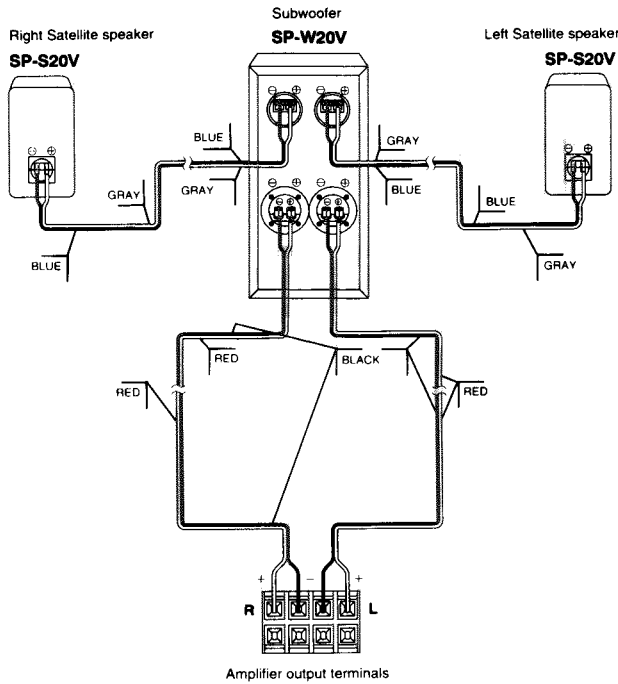 Subwoofer
SP-W20V
Right Satellite speaker
SP-S20V
Left Satellite speaker
SP-S20V
⊖ ⊕ ⊖ ⊕
BLUE
GRAY
⊖ ⊕
⊖ ⊕
GRAY
GRAY
BLUE
⊖ ⊕ ⊖ ⊕
⊖ ⊕ ⊖ ⊕
BLUE
BLUE
GRAY
RED
BLACK
RED
RED
+ − +
R L
Amplifier output terminals